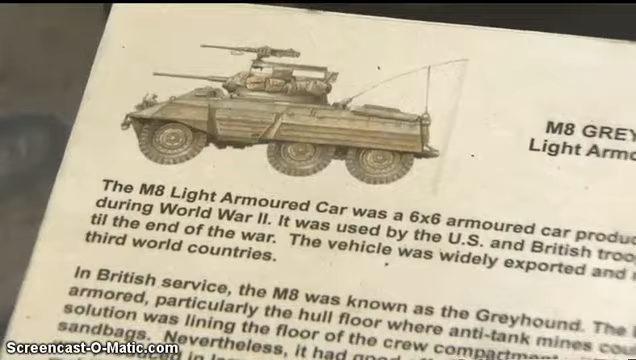 M8 GREY
Light Armo
The M8 Light Armoured Car was a 6x6 armoured car produc
during World War II. It was used by the U.S. and British troo
til the end of the war. The vehicle was widely exported and
third world countries.
In British service, the M8 was known as the Greyhound. The
armored, particularly the hull floor where anti-tank mines cou
solution was lining the floor of the crew compartment
sandbags. Nevertheless, it had good
Screencast-O-Matic.com